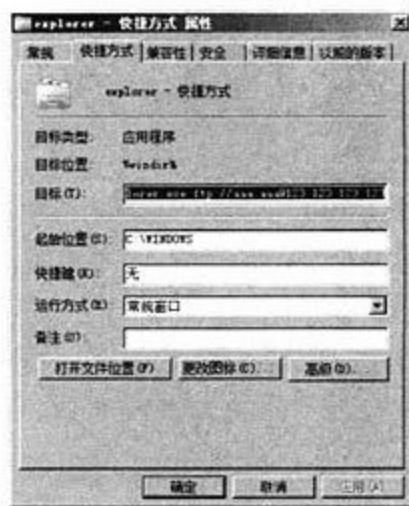 explorer - 快捷方式 属性
常规 快捷方式 兼容性 安全 详细信息 以前的版本
explorer - 快捷方式
目标类型: 应用程序
目标位置: %windir%
目标(T):
起始位置(S): C:\WINDOWS
快捷键(K): 无
运行方式(R): 常规窗口
备注(O):
打开文件位置(F) 更改图标(C)... 高级(D)...
确定 取消 应用(A)